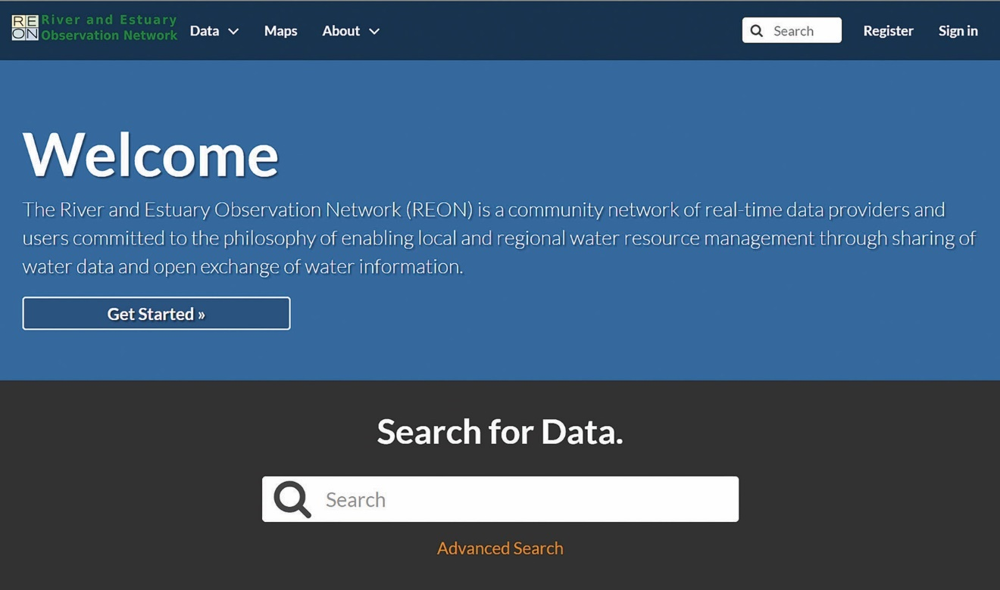 RE
ON
River and Estuary
Observation Network
Data
Maps
About
Search
Register
Sign in
Welcome
The River and Estuary Observation Network (REON) is a community network of real-time data providers and
users committed to the philosophy of enabling local and regional water resource management through sharing of
water data and open exchange of water information.
Get Started »
Search for Data.
Search
Advanced Search